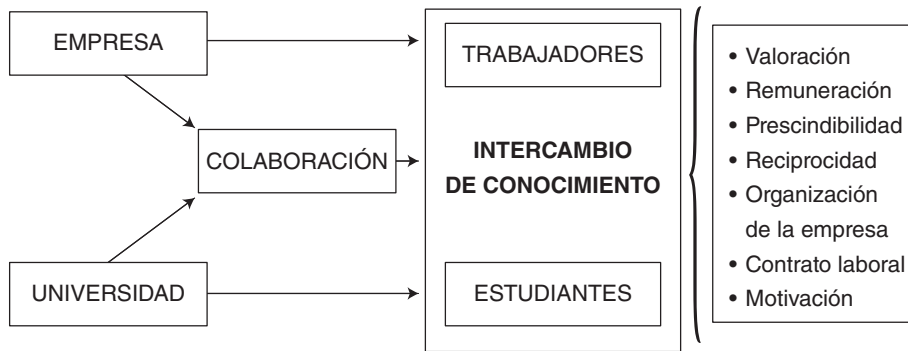 EMPRESA
TRABAJADORES
COLABORACIÓN
INTERCAMBIO
DE CONOCIMIENTO
UNIVERSIDAD
ESTUDIANTES
• Valoración
• Remuneración
• Prescindibilidad
• Reciprocidad
• Organización
de la empresa
• Contrato laboral
• Motivación